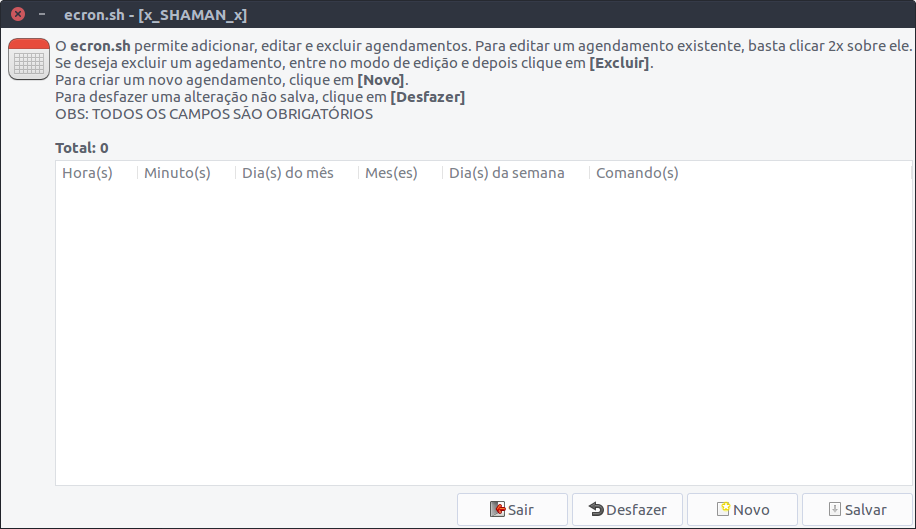 ecron.sh - [x_SHAMAN_x]
O ecron.sh permite adicionar, editar e excluir agendamentos. Para editar um agendamento existente, basta clicar 2x sobre ele.
Se deseja excluir um agedamento, entre no modo de edição e depois clique em [Excluir].
Para criar um novo agendamento, clique em [Novo].
Para desfazer uma alteração não salva, clique em [Desfazer]
OBS: TODOS OS CAMPOS SÃO OBRIGATÓRIOS
Total: 0
Hora(s) Minuto(s) Dia(s) do mês Mes(es) Dia(s) da semana Comando(s)
Sair Desfazer Novo Salvar